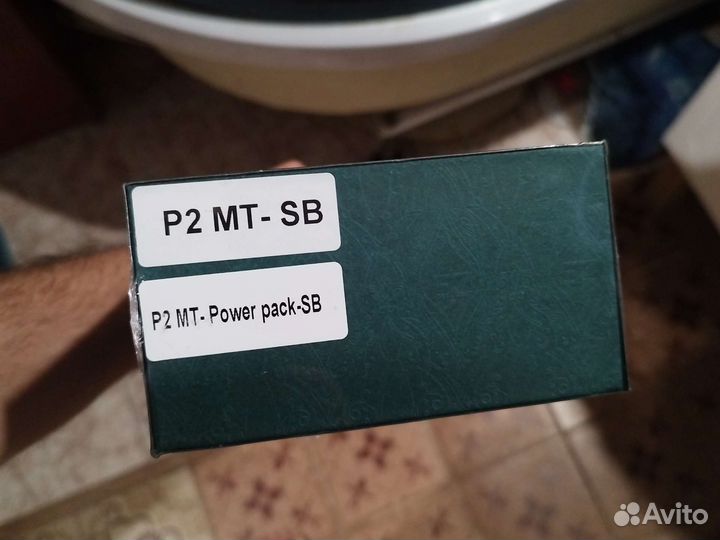 P2 MT- SB
P2 MT- Power pack-SB
Avito